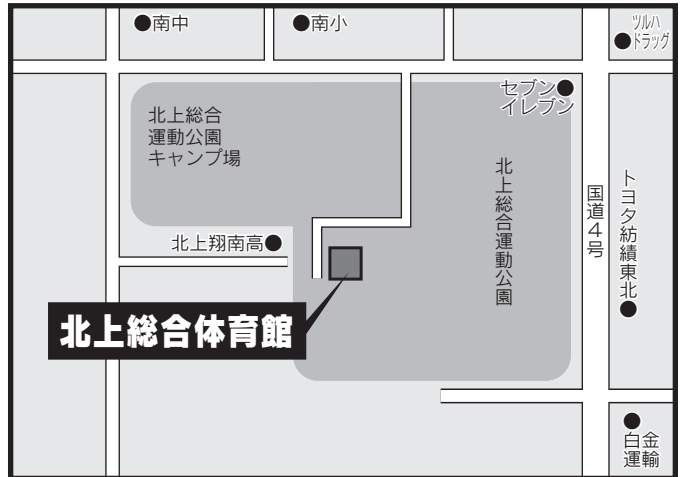 ●南中
●南小
ツルハ
●ドラッグ
セブン●
イレブン
北上総合
運動公園
キャンプ場
北上総合運動公園
国道4号
トヨタ紡績東北●
北上翔南高●
北上総合体育館
●
白金
運輸